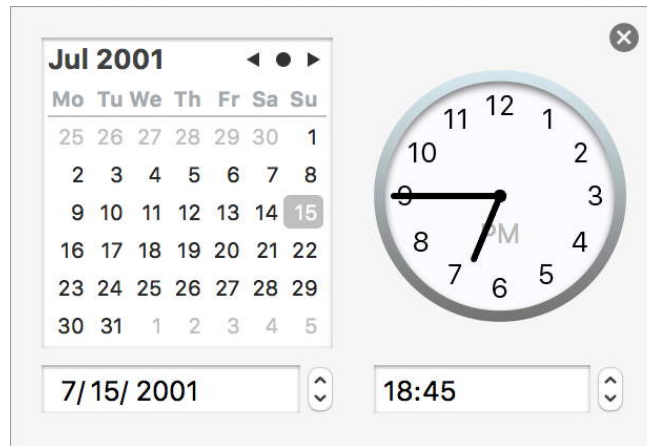 Jul 2001
Mo Tu We Th Fr Sa Su
25 26 27 28 29 30 1
2 3 4 5 6 7 8
9 10 11 12 13 14 15
16 17 18 19 20 21 22
23 24 25 26 27 28 29
30 31 1 2 3 4 5
7/ 15/ 2001
12
11 1
10 2
9 3
PM
8 4
7 5
6
18:45